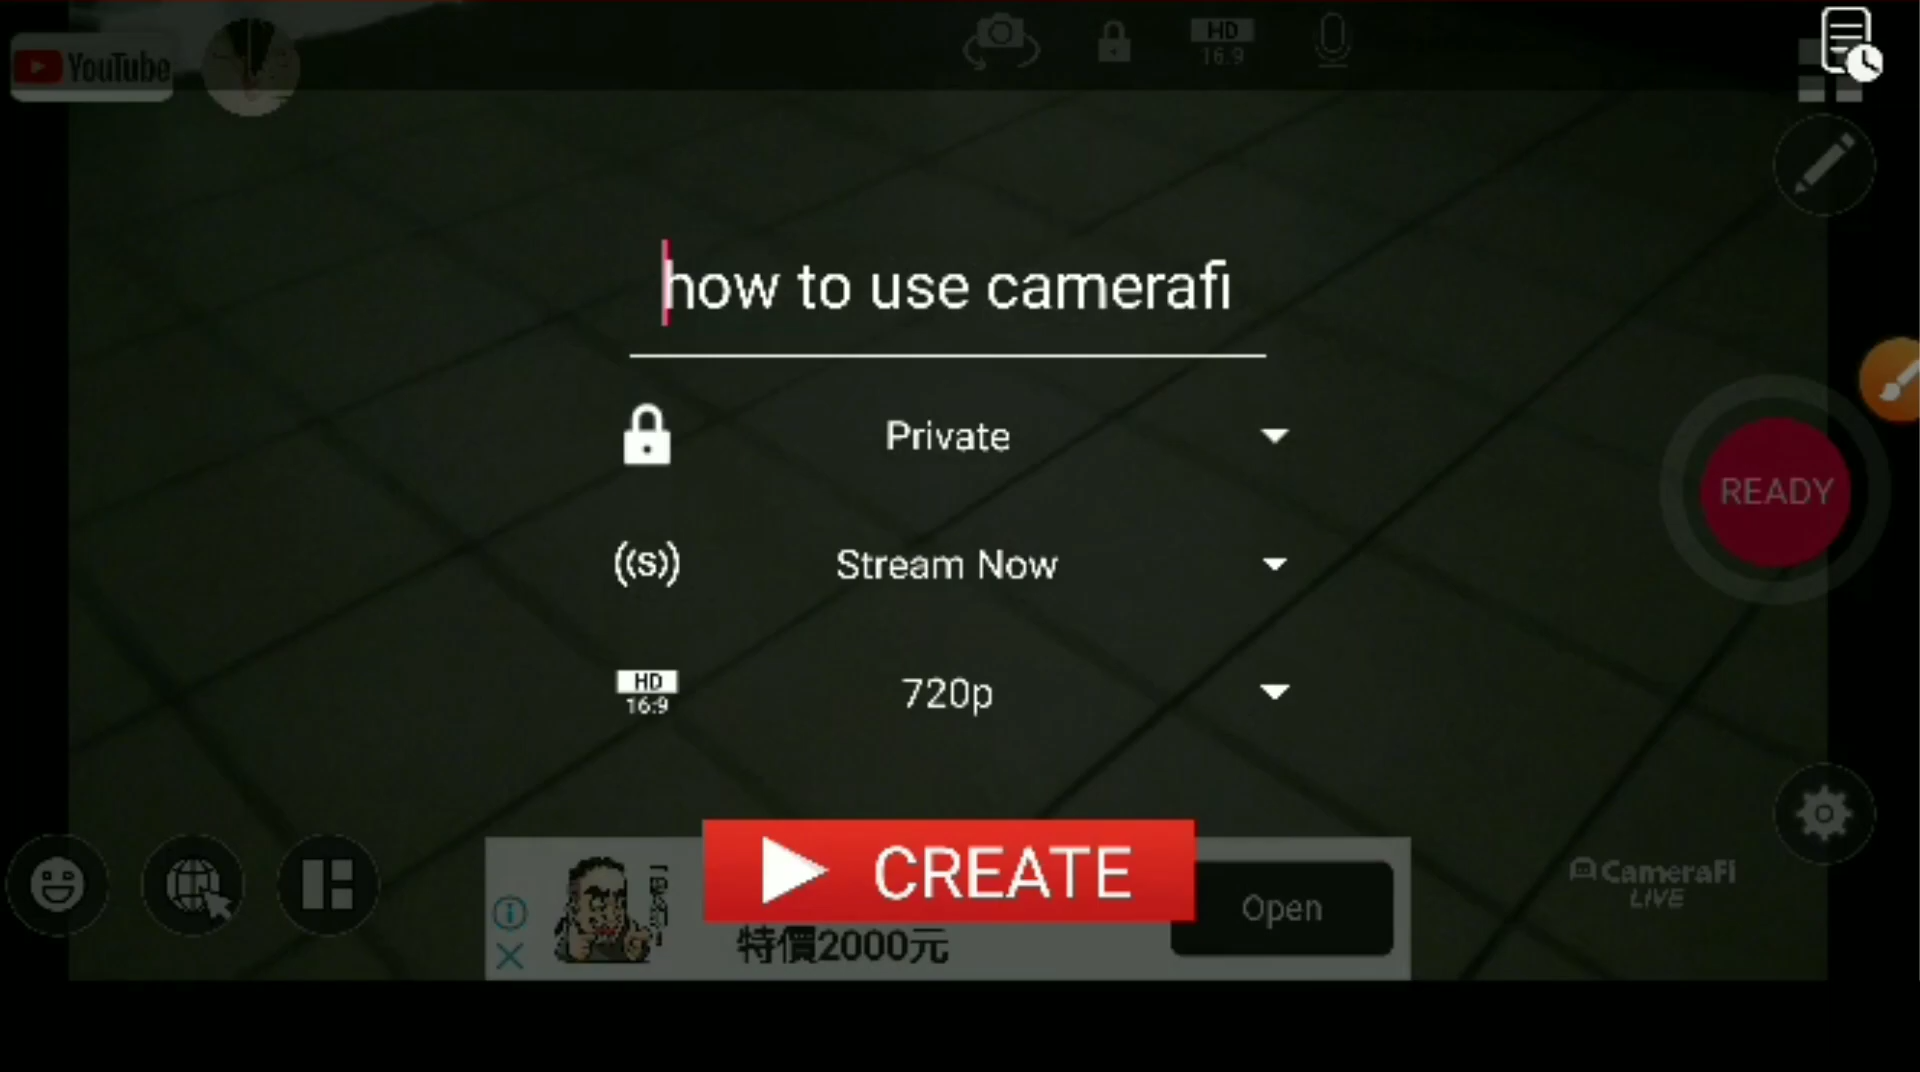 YouTube
HD
16:9
how to use camerafi
Private
READY
((S))
Stream Now
HD
16:9
720p
CREATE
Open
特價2000元
CameraFi
LIVE